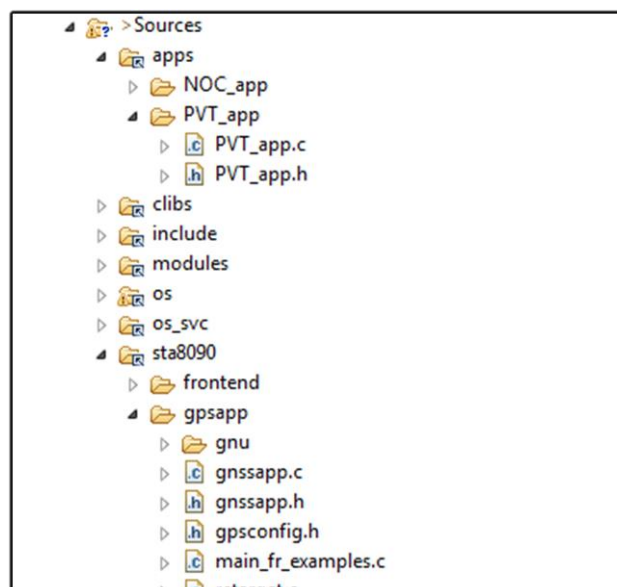 >Sources
apps
NOC_app
PVT_app
PVT_app.c
PVT_app.h
clibs
include
modules
os
os_svc
sta8090
frontend
gpsapp
gnu
gnssapp.c
gnssapp.h
gpsconfig.h
main_fr_examples.c